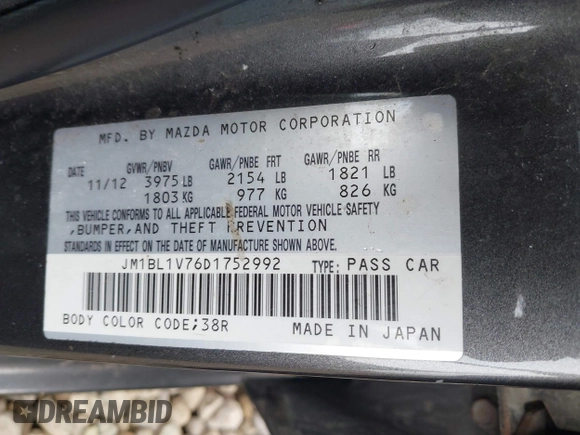 MFD. BY MAZDA MOTOR CORPORATION
DATE GVWR/PNBV GAWR/PNBE FRT GAWR/PNBE RR
11/12 3975 LB 2154 LB 1821 LB
1803 KG 977 KG 826 KG
THIS VEHICLE CONFORMS TO ALL APPLICABLE FEDERAL MOTOR VEHICLE SAFETY
,BUMPER,AND THEFT PREVENTION
STANDARDS IN EFFECT ON THE DATE OF MANUFACTURE SHOWN ABOVE.
JM1BL1V76D1752992 TYPE: PASS CAR
BODY COLOR CODE;38R MADE IN JAPAN
DREAMBID